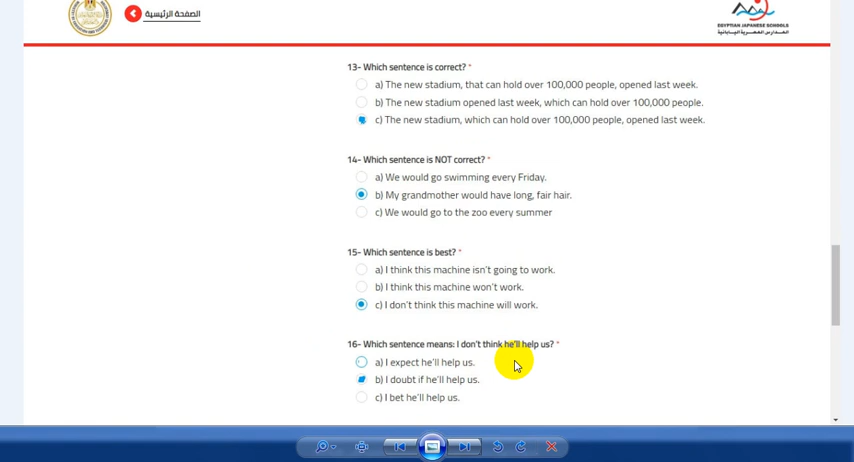 الصفحة الرئيسية
EGYPTIAN JAPANESE SCHOOLS
المدارس المصرية اليابانية
13- Which sentence is correct? *
a) The new stadium, that can hold over 100,000 people, opened last week.
b) The new stadium opened last week, which can hold over 100,000 people.
c) The new stadium, which can hold over 100,000 people, opened last week.
14- Which sentence is NOT correct? *
a) We would go swimming every Friday.
b) My grandmother would have long, fair hair.
c) We would go to the zoo every summer
15- Which sentence is best? *
a) I think this machine isn't going to work.
b) I think this machine won't work.
c) I don't think this machine will work.
16- Which sentence means: I don't think he'll help us? *
a) I expect he'll help us.
b) I doubt if he'll help us.
c) I bet he'll help us.